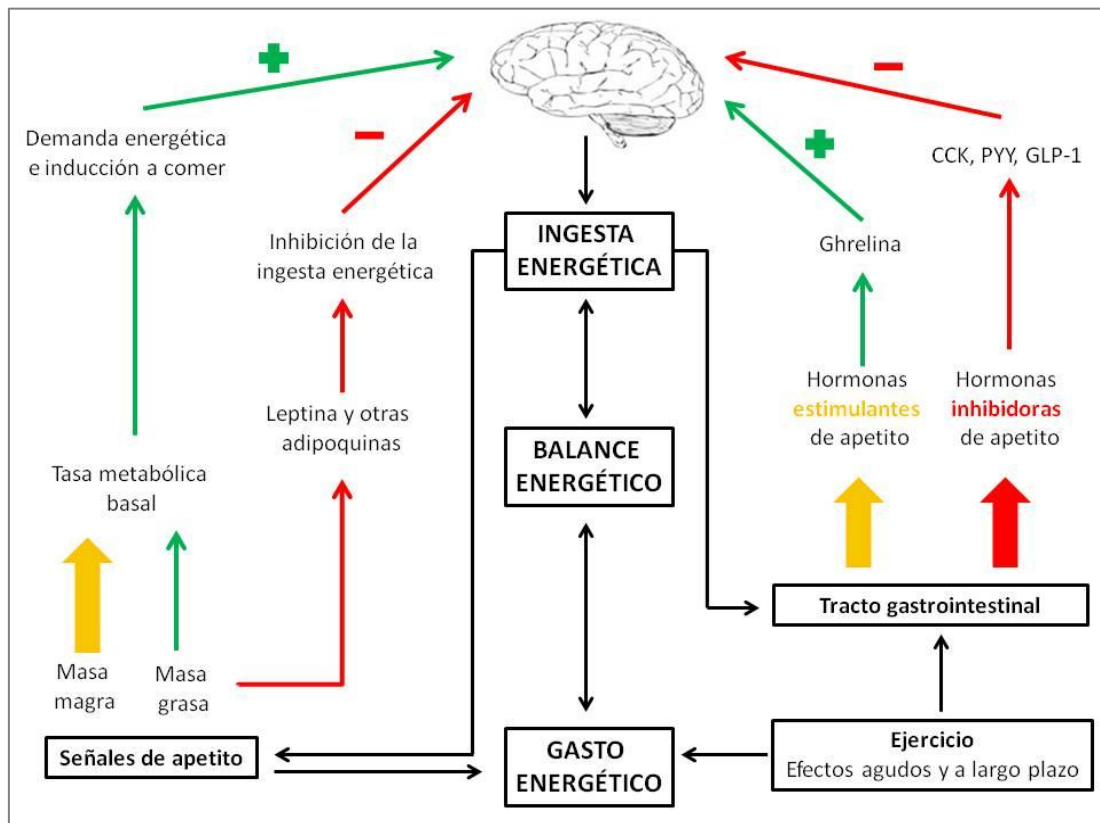 Demanda energética
e inducción a comer
Inhibición de la
ingesta energética
Leptina y otras
adipoquinas
Tasa metabólica
basal
Masa
magra
Masa
grasa
Señales de apetito
INGESTA
ENERGÉTICA
BALANCE
ENERGÉTICO
GASTO
ENERGÉTICO
CCK, PYY, GLP-1
Ghrelina
Hormonas
estimulantes
de apetito
Hormonas
inhibidoras
de apetito
Tracto gastrointestinal
Ejercicio
Efectos agudos y a largo plazo